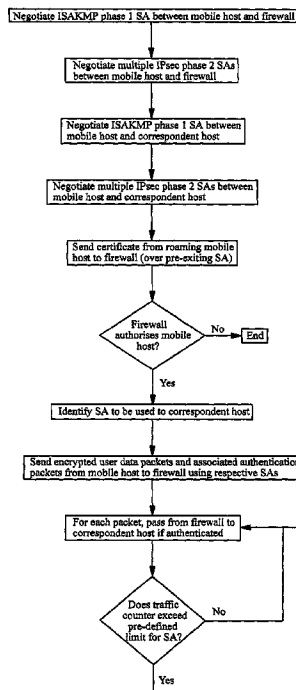 Negotiate ISAKMP phase 1 SA between mobile host and firewall
Negotiate multiple IPsec phase 2 SAs
between mobile host and firewall
Negotiate ISAKMP phase 1 SA between
mobile host and correspondent host
Negotiate multiple IPsec phase 2 SAs between
mobile host and correspondent host
Send certificate from roaming mobile
host to firewall (over pre-exiting SA)
Firewall
authorises mobile
host?
No
End
Yes
Identify SA to be used to correspondent host
Send encrypted user data packets and associated authentication
packets from mobile host to firewall using respective SAs
For each packet, pass from firewall to
correspondent host if authenticated
Does traffic
counter exceed
pre-defined
limit for SA?
No
Yes